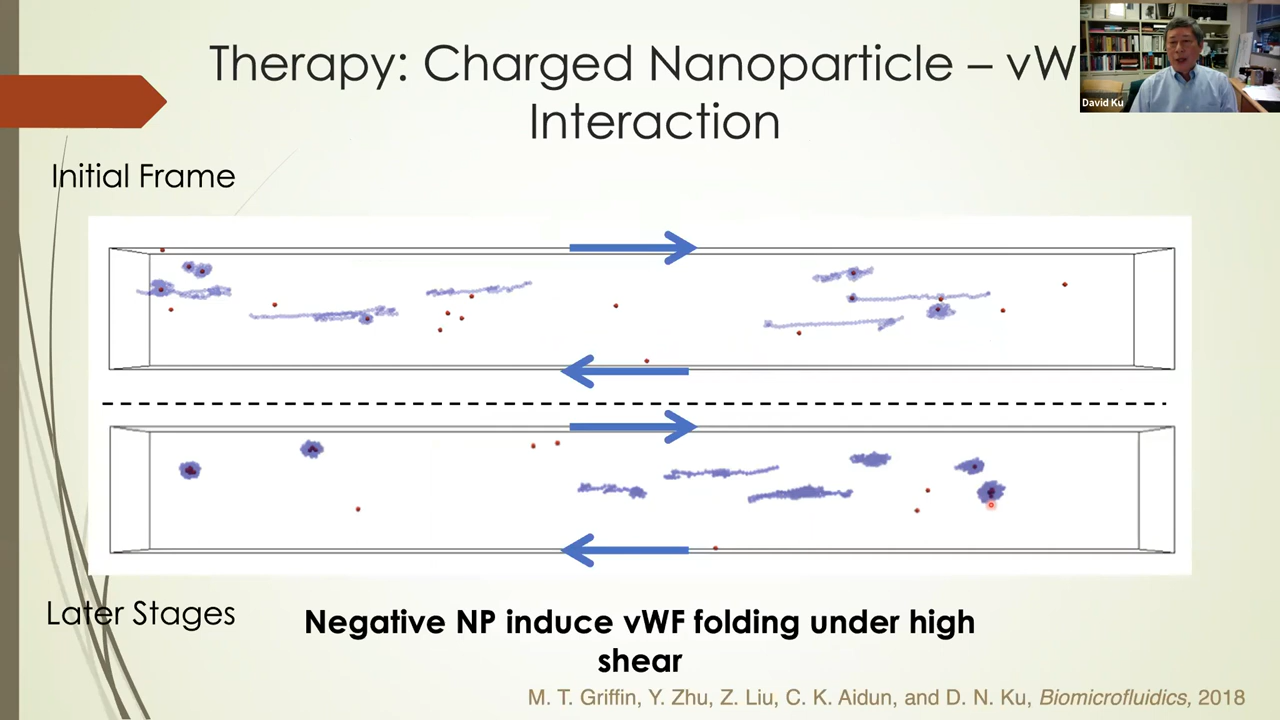 Therapy: Charged Nanoparticle – vW
Interaction
David Ku
Initial Frame
Later Stages
Negative NP induce vWF folding under high
shear
M. T. Griffin, Y. Zhu, Z. Liu, C. K. Aidun, and D. N. Ku, Biomicrofluidics, 2018